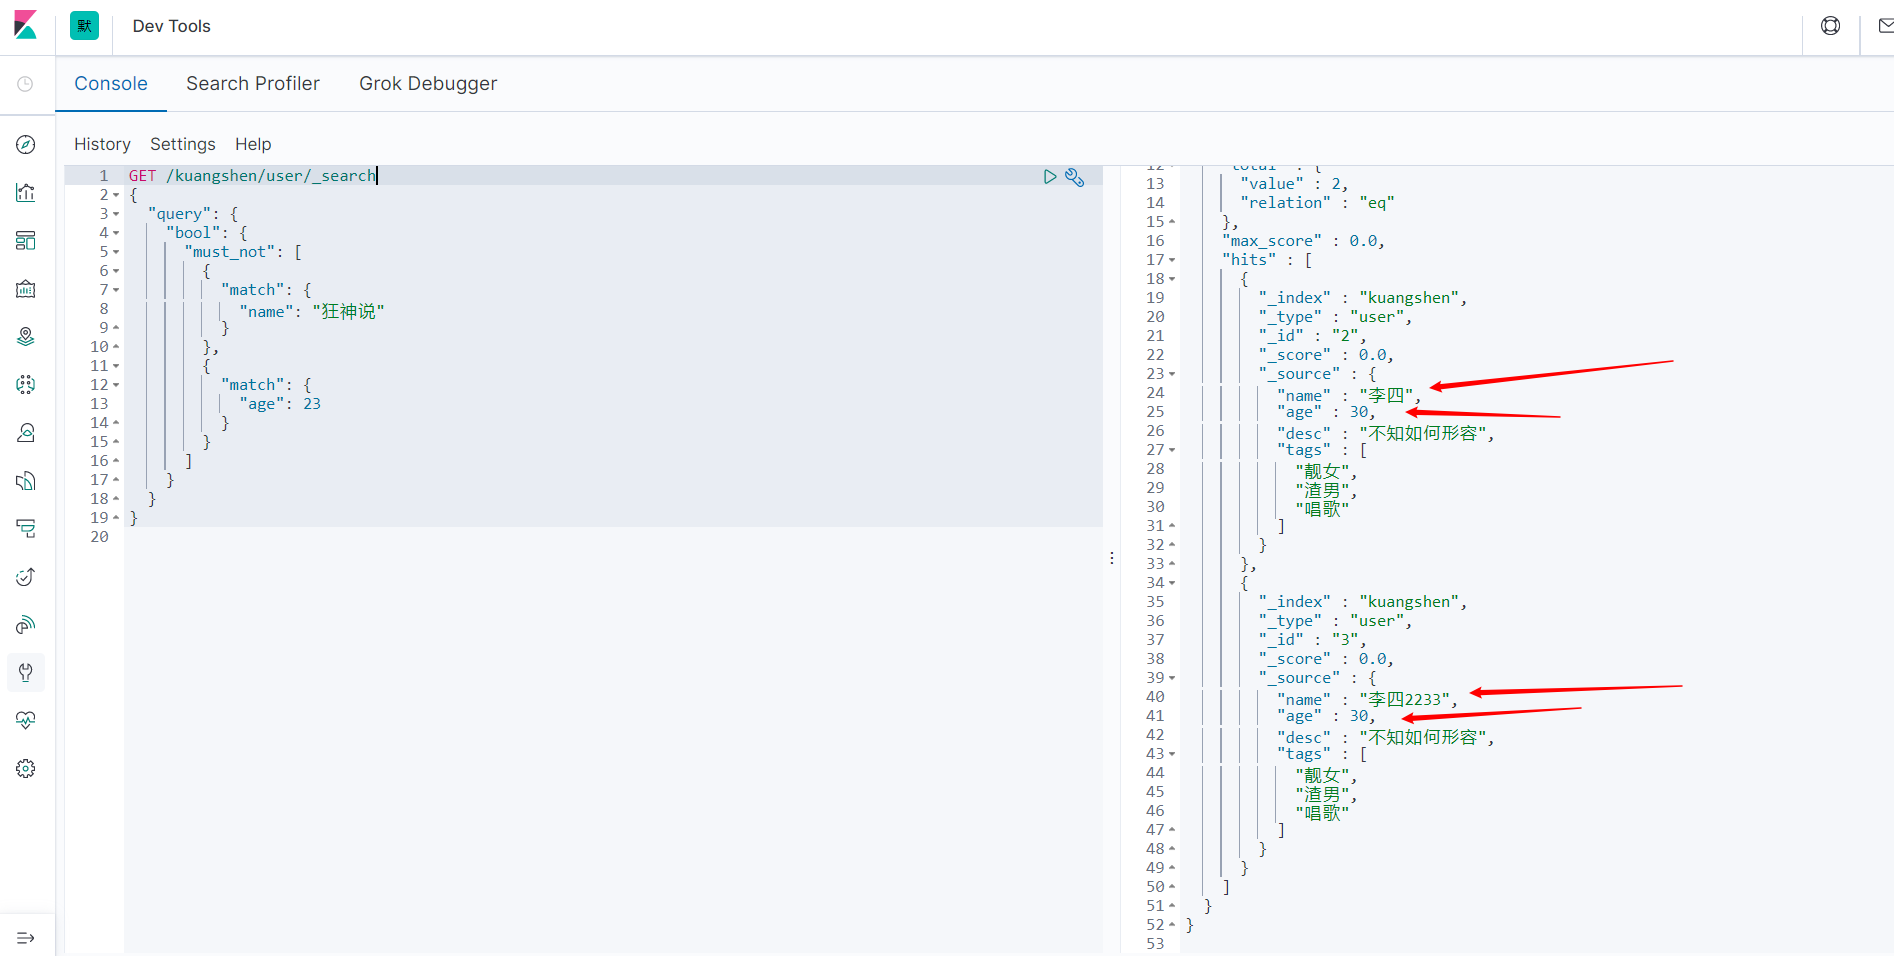 默
Dev Tools
Console Search Profiler Grok Debugger
History Settings Help
1 GET /kuangshen/user/_search
2 {
3 "query": {
4 "bool": {
5 "must_not": [
6 {
7 "match": {
8 "name": "狂神说"
9 }
10 },
11 {
12 "match": {
13 "age": 23
14 }
15 }
16 ]
17 }
18 }
19 }
20
12 "total" : {
13 "value" : 2,
14 "relation" : "eq"
15 },
16 "max_score" : 0.0,
17 "hits" : [
18 {
19 "_index" : "kuangshen",
20 "_type" : "user",
21 "_id" : "2",
22 "_score" : 0.0,
23 "_source" : {
24 "name" : "李四",
25 "age" : 30,
26 "desc" : "不知如何形容",
27 "tags" : [
28 "靓女",
29 "渣男",
30 "唱歌"
31 ]
32 }
33 },
34 {
35 "_index" : "kuangshen",
36 "_type" : "user",
37 "_id" : "3",
38 "_score" : 0.0,
39 "_source" : {
40 "name" : "李四2233",
41 "age" : 30,
42 "desc" : "不知如何形容",
43 "tags" : [
44 "靓女",
45 "渣男",
46 "唱歌"
47 ]
48 }
49 }
50 ]
51 }
52 }
53